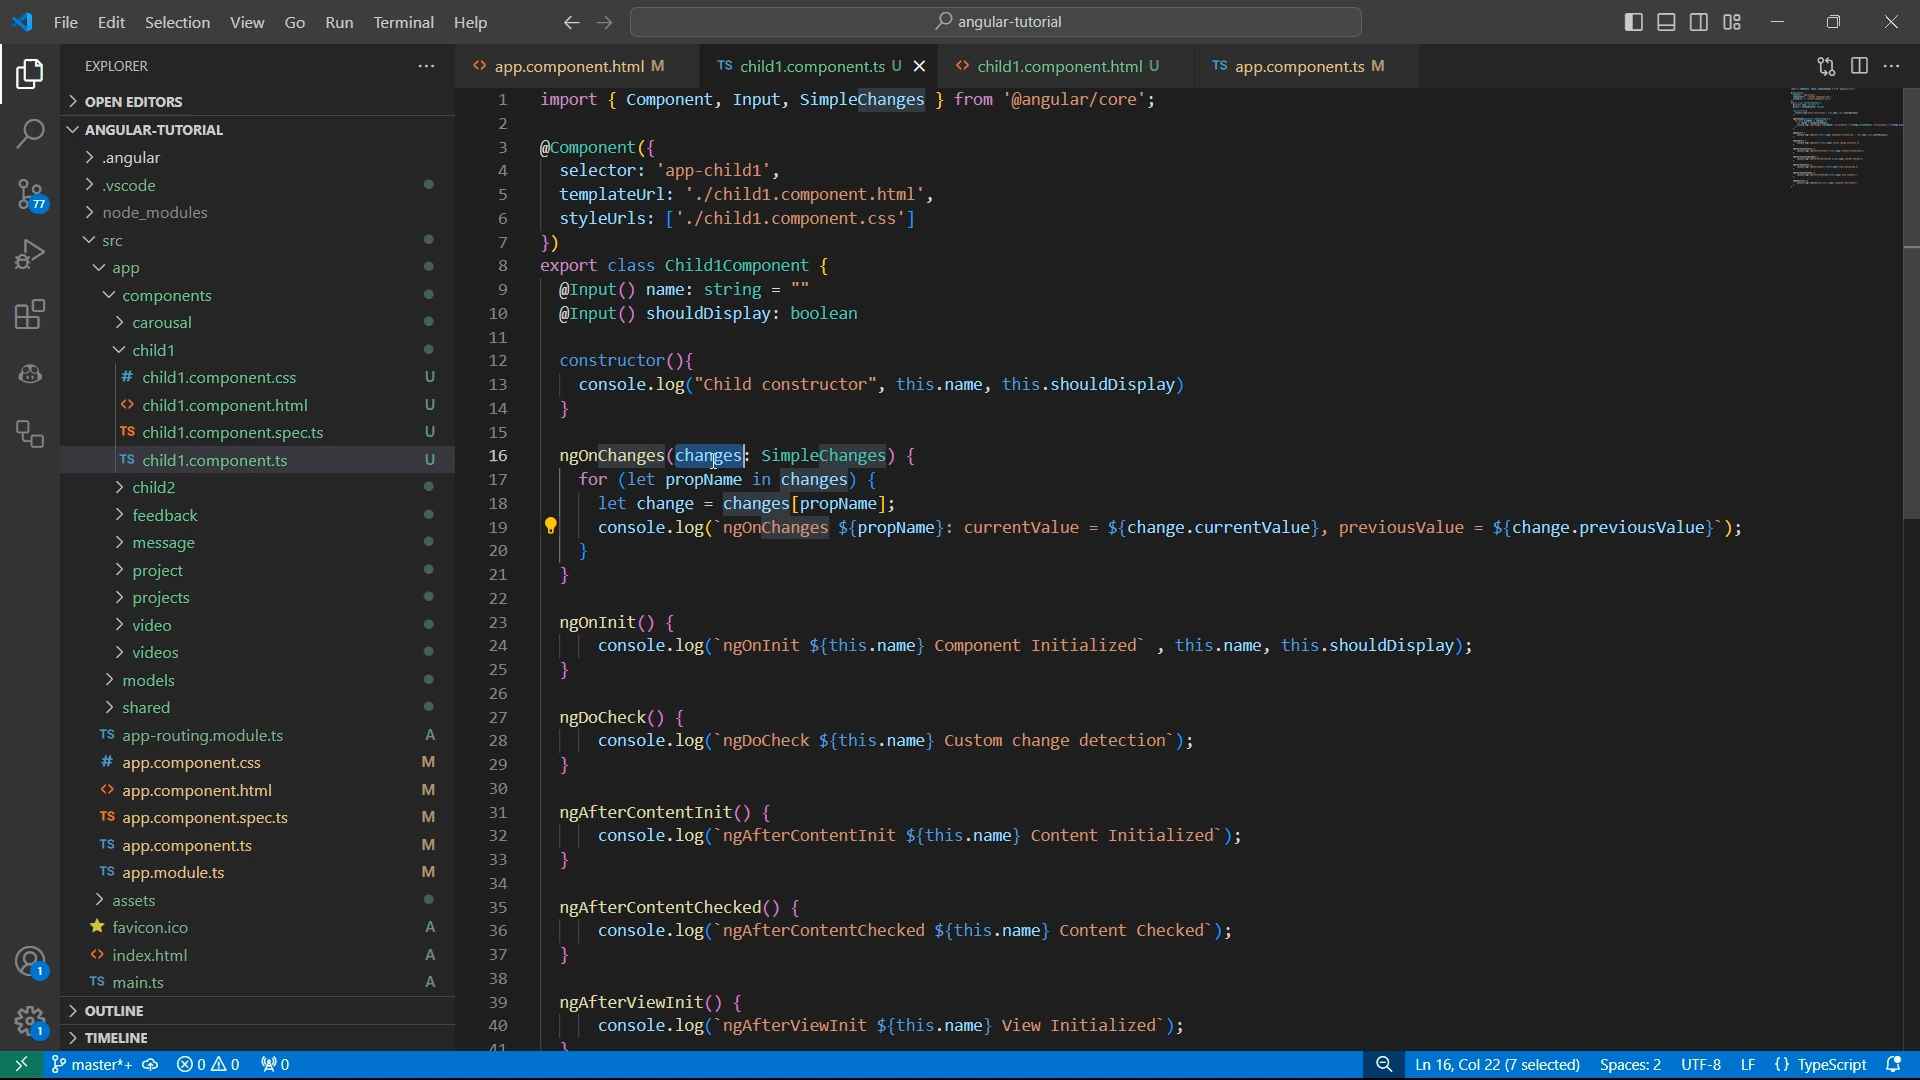 File Edit Selection View Go Run Terminal Help
angular-tutorial
EXPLORER
OPEN EDITORS
ANGULAR-TUTORIAL
.angular
.vscode
node_modules
src
app
components
carousal
child1
# child1.component.css U
<> child1.component.html U
TS child1.component.spec.ts U
TS child1.component.ts U
child2
feedback
message
project
projects
video
videos
models
shared
TS app-routing.module.ts A
# app.component.css M
<> app.component.html M
TS app.component.spec.ts M
TS app.component.ts M
TS app.module.ts M
assets
favicon.ico A
<> index.html A
TS main.ts A
OUTLINE
TIMELINE
77
1
1
<> app.component.html M
TS child1.component.ts U
<> child1.component.html U
TS app.component.ts M
1 import { Component, Input, SimpleChanges } from '@angular/core';
2
3 @Component({
4 selector: 'app-child1',
5 templateUrl: './child1.component.html',
6 styleUrls: ['./child1.component.css']
7 })
8 export class Child1Component {
9 @Input() name: string = ""
10 @Input() shouldDisplay: boolean
11
12 constructor(){
13 console.log("Child constructor", this.name, this.shouldDisplay)
14 }
15
16 ngOnChanges(changes: SimpleChanges) {
17 for (let propName in changes) {
18 let change = changes[propName];
19 console.log(`ngOnChanges ${propName}: currentValue = ${change.currentValue}, previousValue = ${change.previousValue}`);
20 }
21 }
22
23 ngOnInit() {
24 console.log(`ngOnInit ${this.name} Component Initialized` , this.name, this.shouldDisplay);
25 }
26
27 ngDoCheck() {
28 console.log(`ngDoCheck ${this.name} Custom change detection`);
29 }
30
31 ngAfterContentInit() {
32 console.log(`ngAfterContentInit ${this.name} Content Initialized`);
33 }
34
35 ngAfterContentChecked() {
36 console.log(`ngAfterContentChecked ${this.name} Content Checked`);
37 }
38
39 ngAfterViewInit() {
40 console.log(`ngAfterViewInit ${this.name} View Initialized`);
41 }
master*+ 0 0 0 Ln 16, Col 22 (7 selected) Spaces: 2 UTF-8 LF {} TypeScript